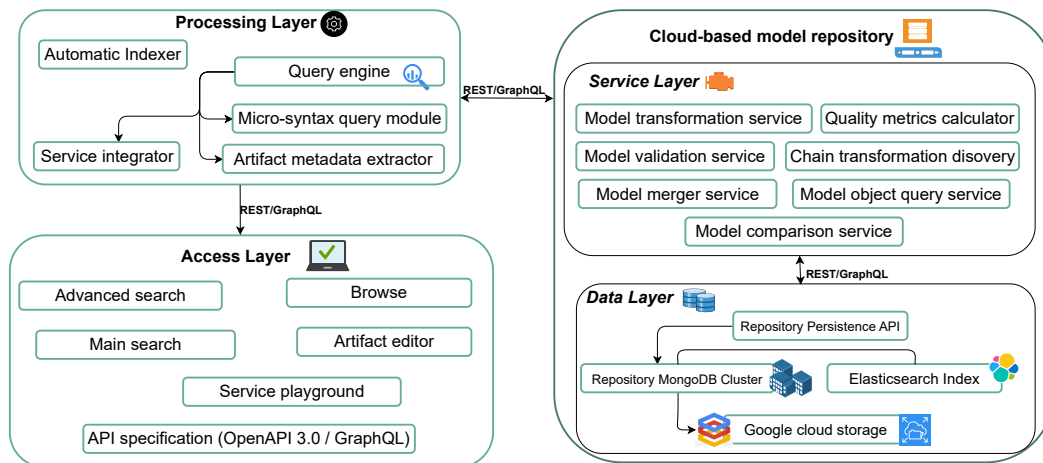 Processing Layer
Automatic Indexer
Query engine
Micro-syntax query module
Service integrator
Artifact metadata extractor
REST/GraphQL
REST/GraphQL
Access Layer
Advanced search
Browse
Main search
Artifact editor
Service playground
API specification (OpenAPI 3.0 / GraphQL)
Cloud-based model repository
Service Layer
Model transformation service
Quality metrics calculator
Model validation service
Chain transformation disovery
Model merger service
Model object query service
Model comparison service
REST/GraphQL
Data Layer
Repository Persistence API
Repository MongoDB Cluster
Elasticsearch Index
Google cloud storage